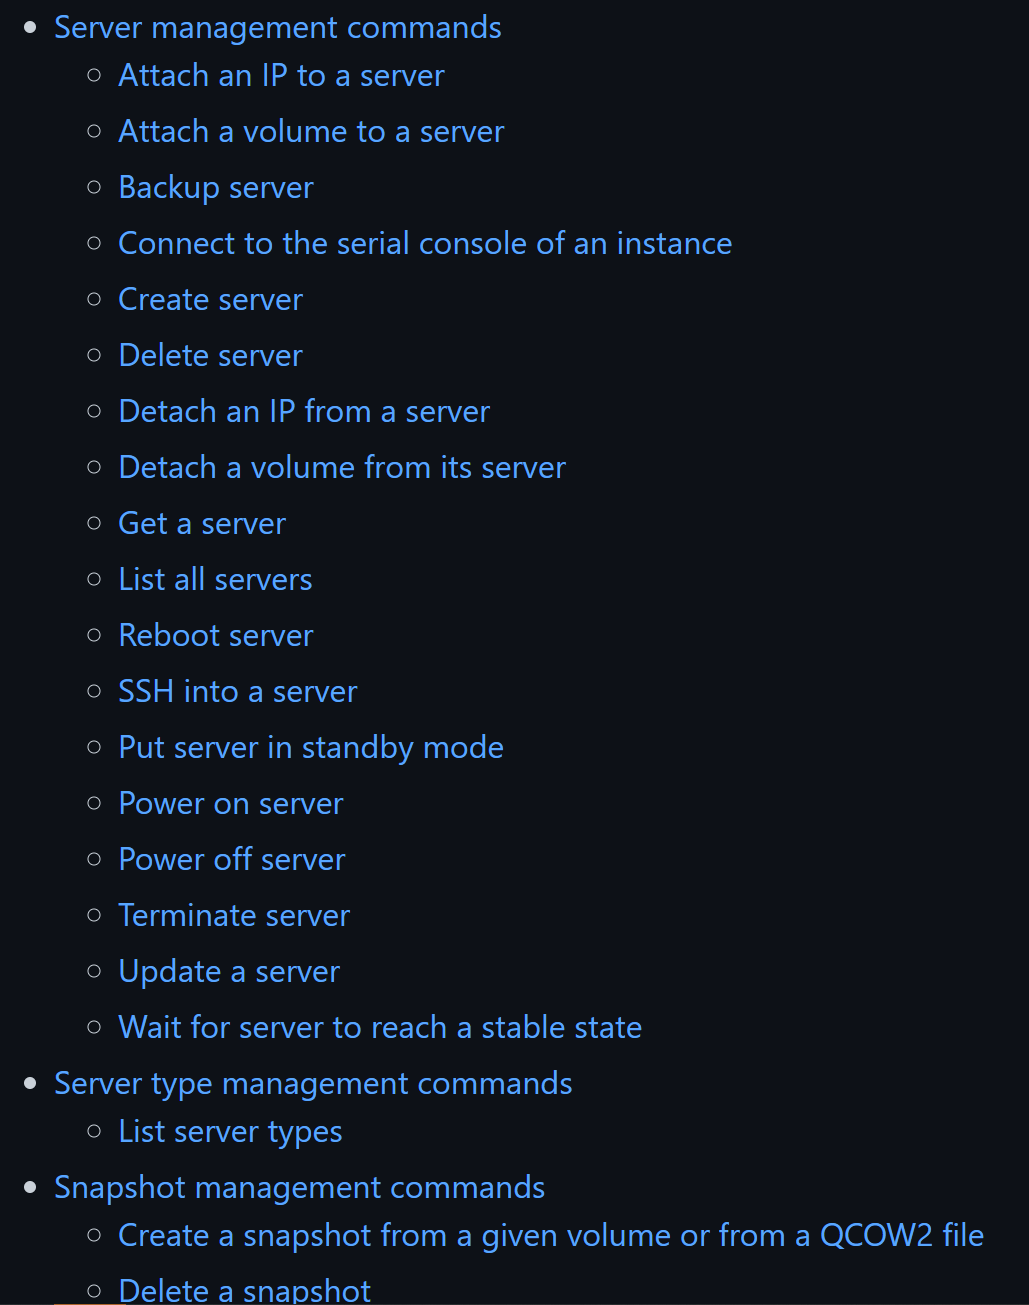 Server management commands
Attach an IP to a server
Attach a volume to a server
Backup server
Connect to the serial console of an instance
Create server
Delete server
Detach an IP from a server
Detach a volume from its server
Get a server
List all servers
Reboot server
SSH into a server
Put server in standby mode
Power on server
Power off server
Terminate server
Update a server
Wait for server to reach a stable state
Server type management commands
List server types
Snapshot management commands
Create a snapshot from a given volume or from a QCOW2 file
Delete a snapshot